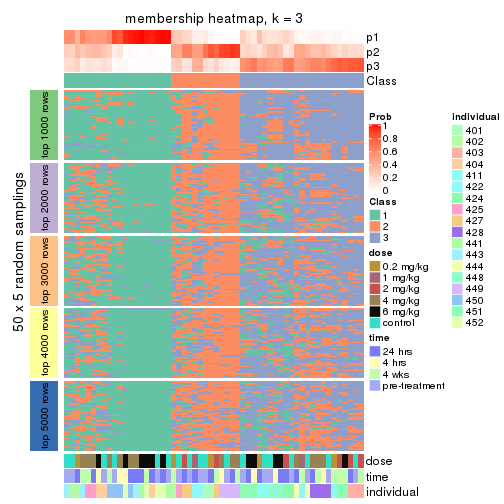 membership heatmap, k = 3
p1
p2
p3
Class
50 x 5 random samplings
top 1000 rows
top 2000 rows
top 3000 rows
top 4000 rows
top 5000 rows
dose
time
individual
Prob
1
0.8
0.6
0.4
0.2
0
Class
1
2
3
dose
0.2 mg/kg
1 mg/kg
2 mg/kg
4 mg/kg
6 mg/kg
control
time
24 hrs
4 hrs
4 wks
pre-treatment
individual
401
402
403
404
411
422
424
425
427
428
441
443
444
448
449
450
451
452